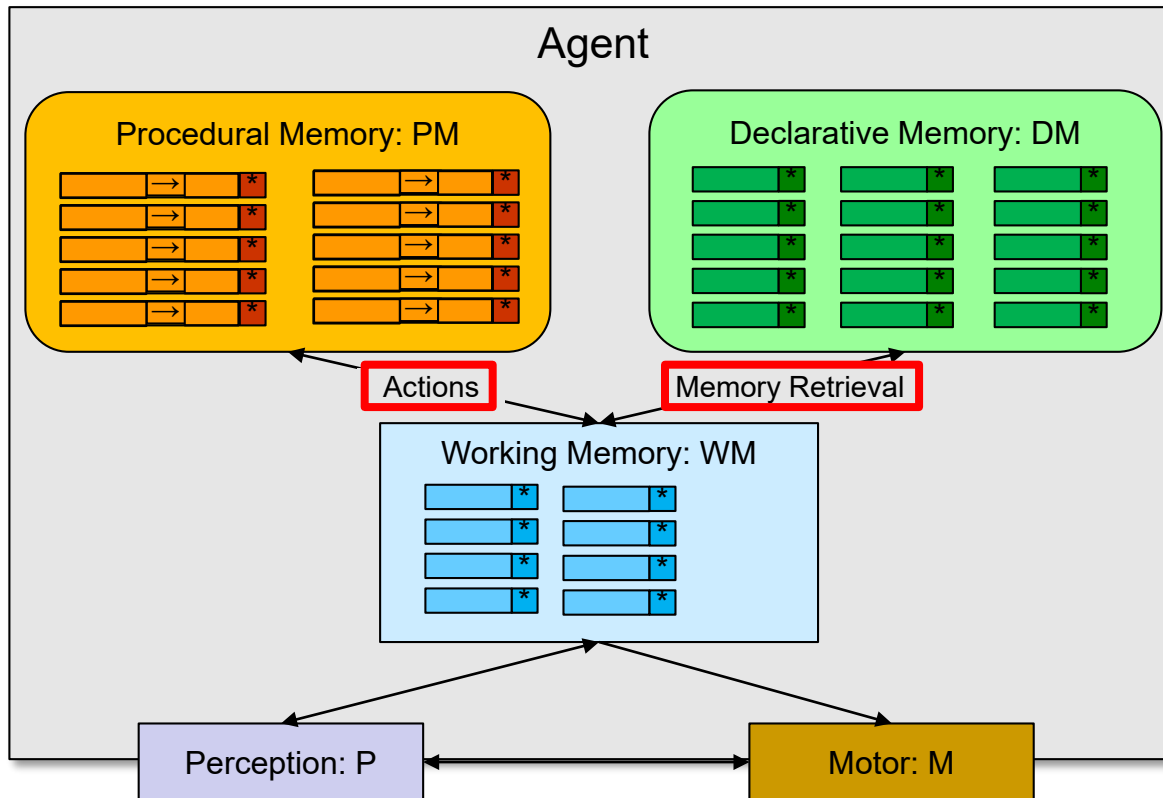 Agent
Procedural Memory: PM
→ * → *
→ * → *
→ * → *
→ * → *
→ * → *
Declarative Memory: DM
* * *
* * *
* * *
* * *
* * *
Actions
Memory Retrieval
Working Memory: WM
* *
* *
* *
* *
Perception: P
Motor: M